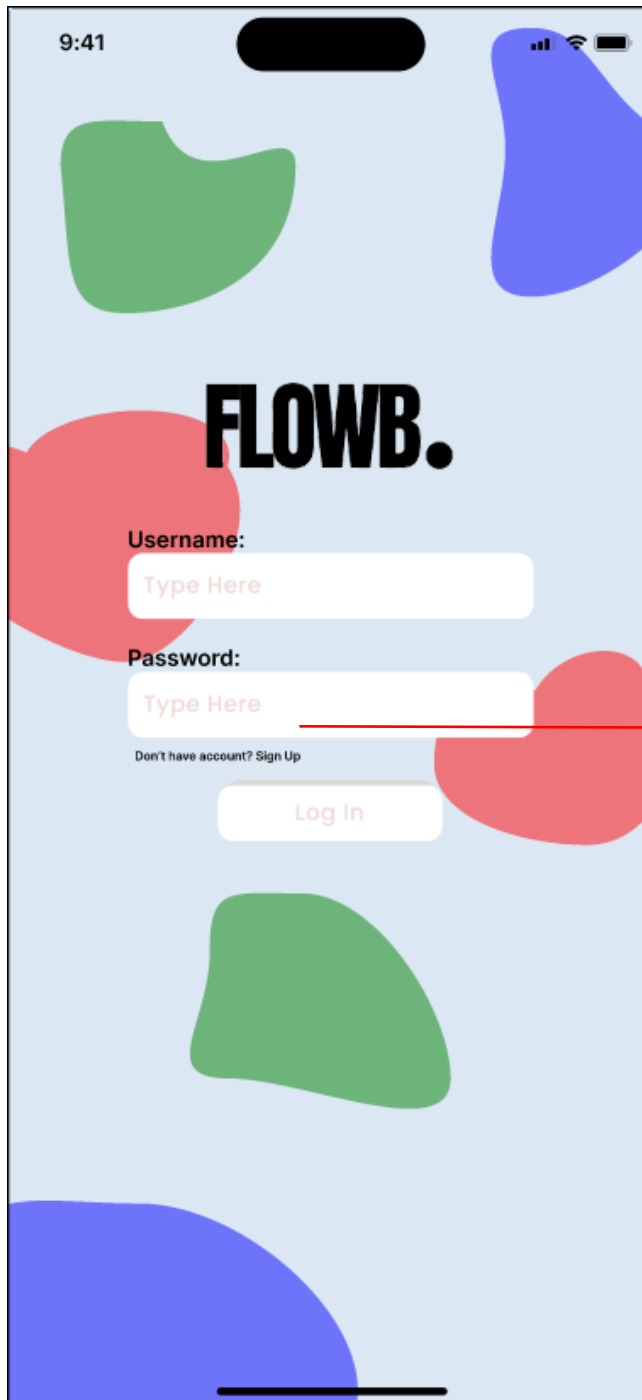 9:41
FLOWB.
Username:
Type Here
Password:
Type Here
Don't have account? Sign Up
Log In